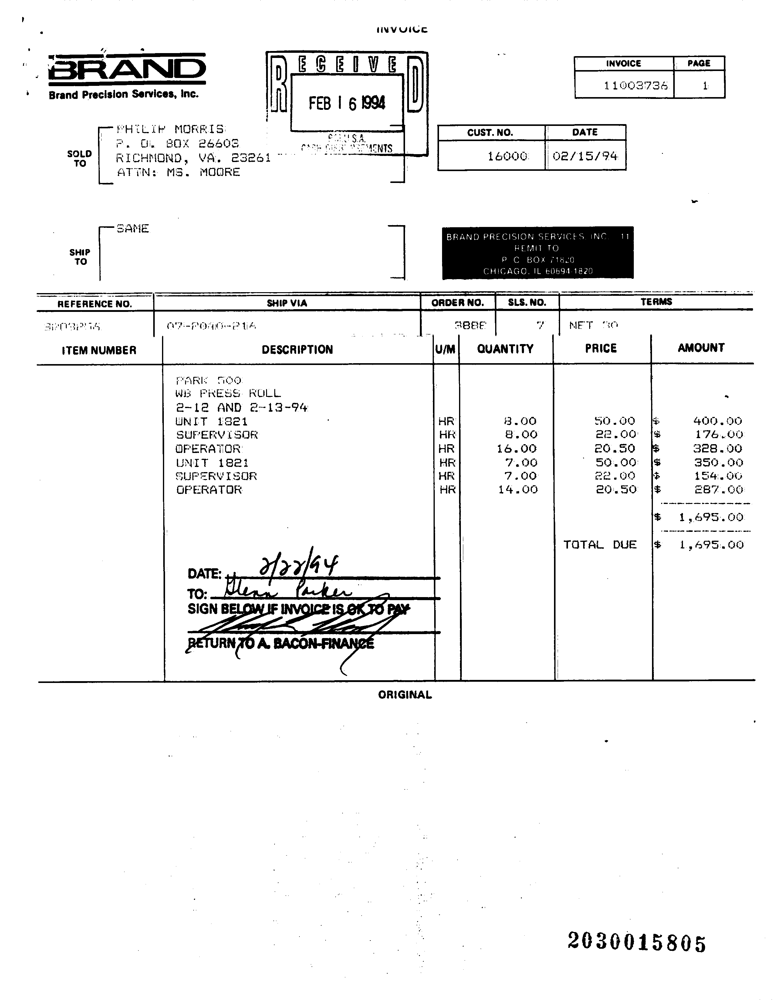 INVOICE
BRAND
Brand Precision Services, Inc.
RECEIVED
FEB 16 1994
INVOICE PAGE
11003736 1
SOLD TO
PHILIP MORRIS
P. O. BOX 26603
RICHMOND, VA. 23261
ATTN: MS. MOORE
CUST. NO. DATE
16000 02/15/94
SHIP TO
SAME
BRAND PRECISION SERVICES, INC. 11
REMIT TO
P.O. BOX 71820
CHICAGO, IL 60694-1820
REFERENCE NO. SHIP VIA ORDER NO. SLS. NO. TERMS
7 NET 30
ITEM NUMBER DESCRIPTION U/M QUANTITY PRICE AMOUNT
PARK 500
WB PRESS ROLL
2-12 AND 2-13-94
UNIT 1821 HR 8.00 50.00 $ 400.00
SUPERVISOR HR 8.00 22.00 $ 176.00
OPERATOR HR 16.00 20.50 $ 328.00
UNIT 1821 HR 7.00 50.00 $ 350.00
SUPERVISOR HR 7.00 22.00 $ 154.00
OPERATOR HR 14.00 20.50 $ 287.00
$ 1,695.00
TOTAL DUE $ 1,695.00
DATE: 2/22/94
TO: Glenn Parker
SIGN BELOW IF INVOICE IS OK TO PAY
RETURN TO A. BACON-FINANCE
ORIGINAL
2030015805